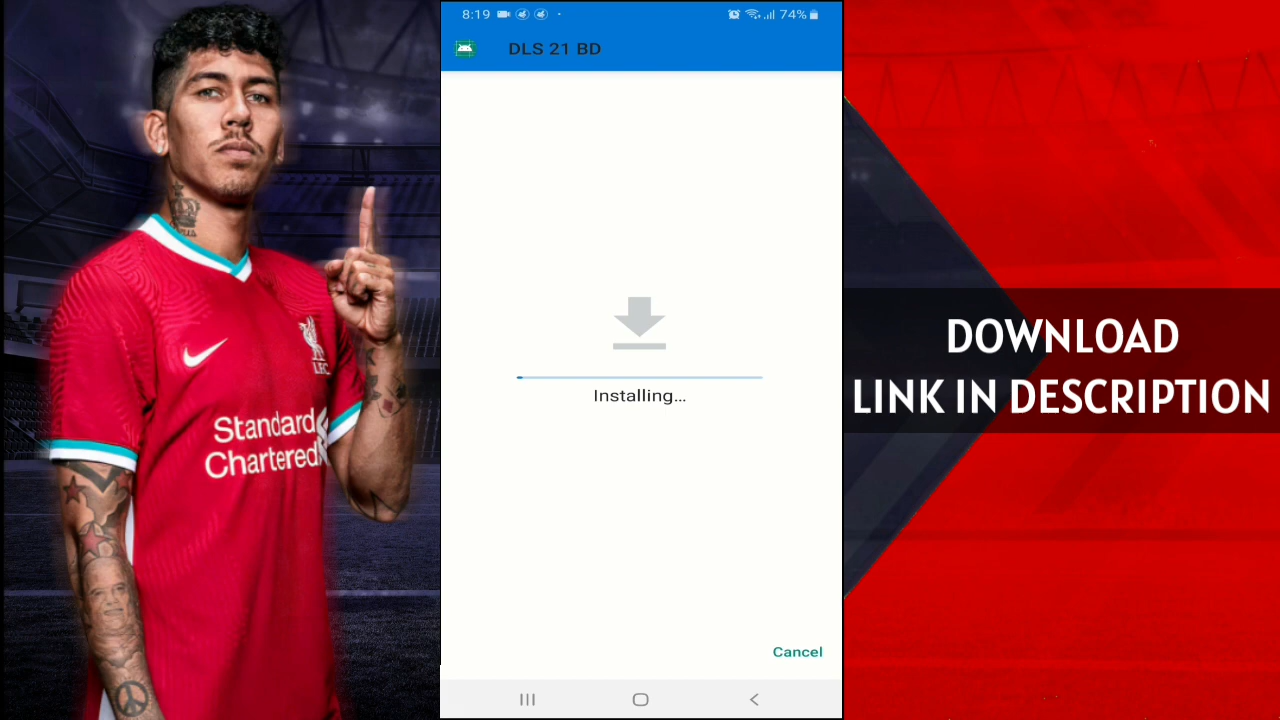 8:19
74%
DLS 21 BD
Installing...
Cancel
L.F.C.
Standard
Chartered
DOWNLOAD
LINK IN DESCRIPTION